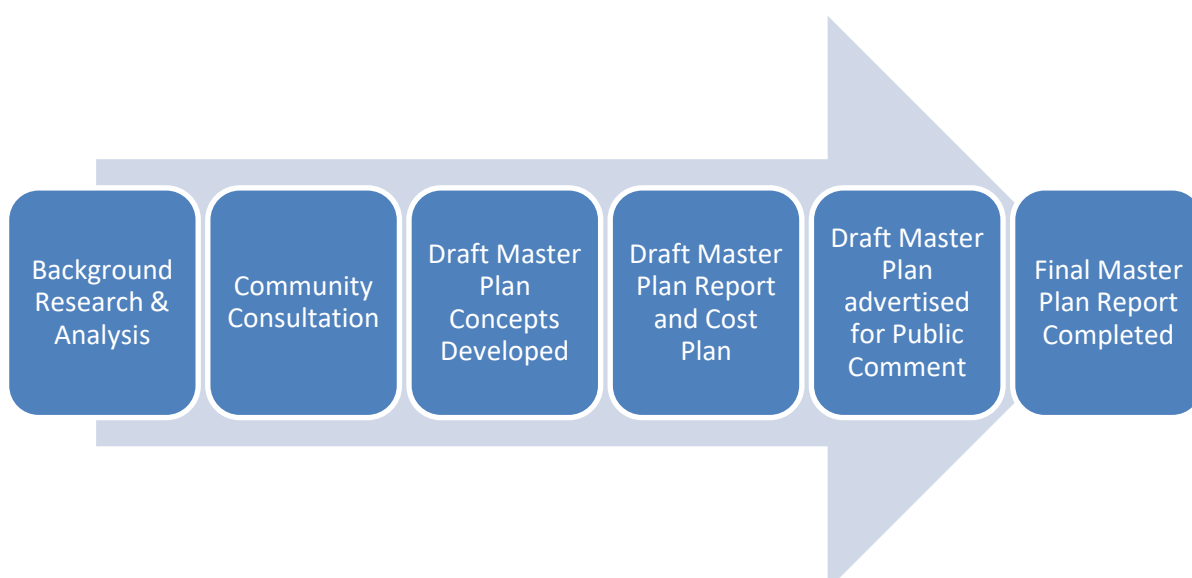 Background
Research &
Analysis
Community
Consultation
Draft Master
Plan
Concepts
Developed
Draft Master
Plan Report
and Cost
Plan
Draft Master
Plan
advertised
for Public
Comment
Final Master
Plan Report
Completed